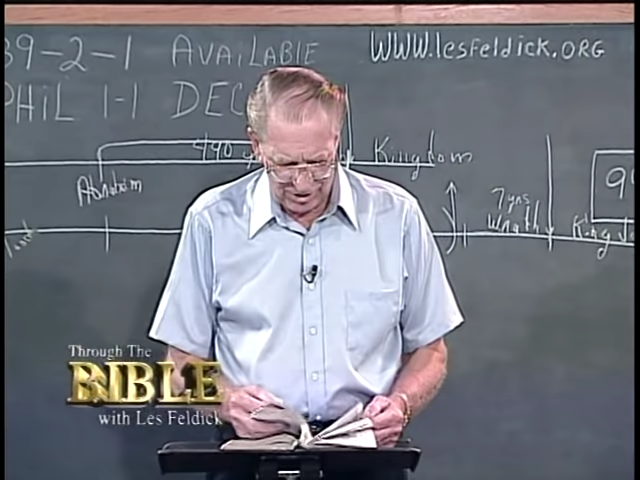 39-2-1 AVAILABLE
WWW.lesfeldick.ORG
PHIL 1-1 DEC
490
Kingdom
Abraham
7yrs
Wrath
Through The
BIBLE
with Les Feldick